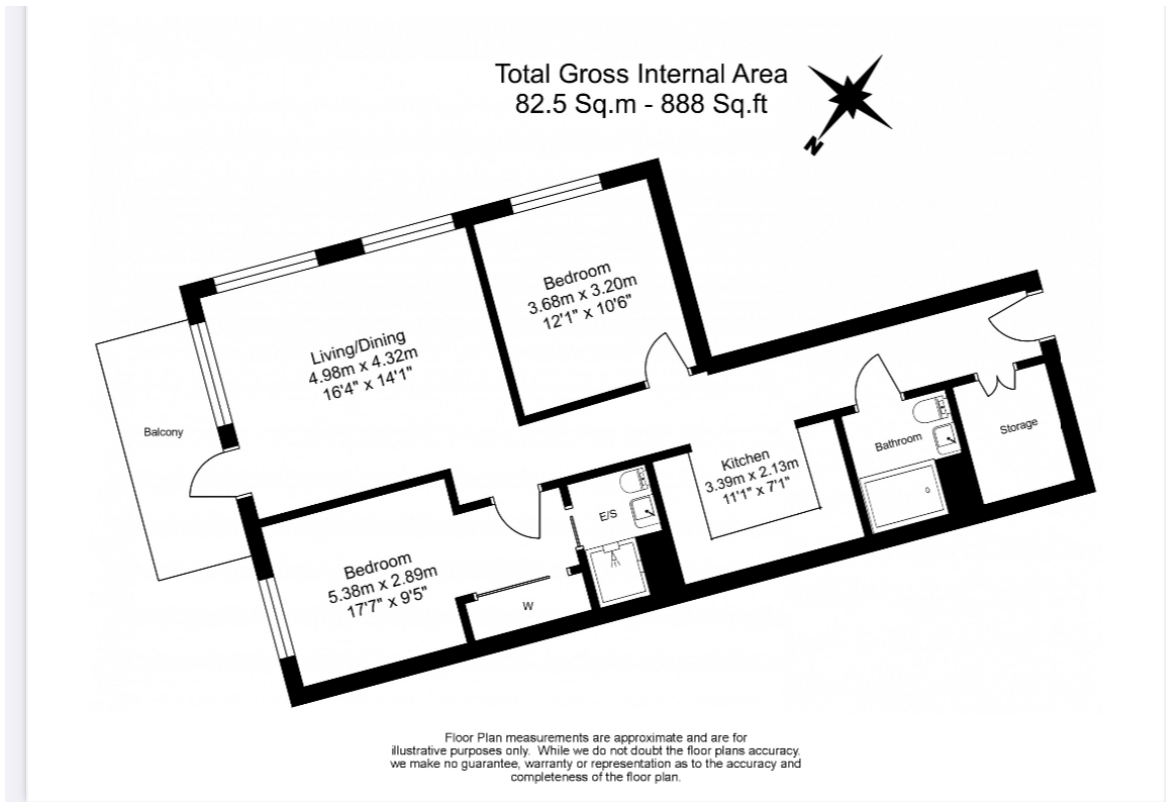 Total Gross Internal Area
82.5 Sq.m - 888 Sq.ft
N
Bedroom
3.68m x 3.20m
12'1" x 10'6"
Living/Dining
4.98m x 4.32m
16'4" x 14'1"
Balcony
Kitchen
3.39m x 2.13m
11'1" x 7'1"
Bathroom
Storage
E/S
Bedroom
5.38m x 2.89m
17'7" x 9'5"
W
Floor Plan measurements are approximate and are for
illustrative purposes only. While we do not doubt the floor plans accuracy,
we make no guarantee, warranty or representation as to the accuracy and
completeness of the floor plan.